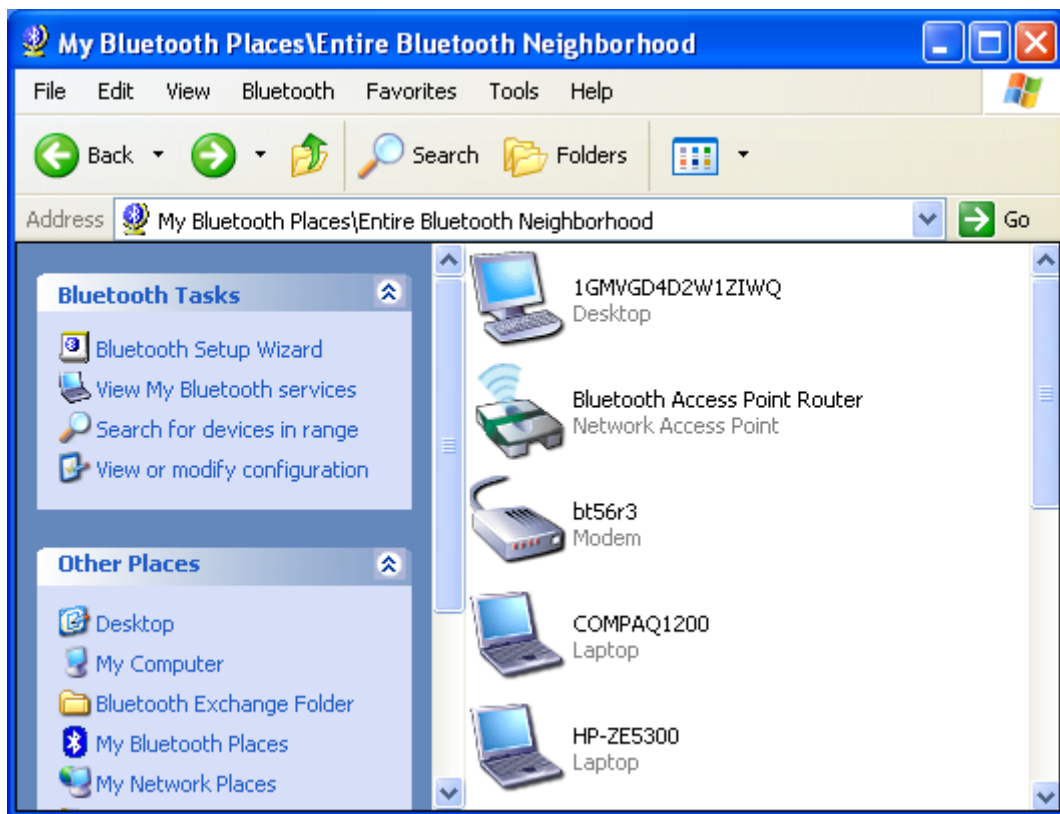 My Bluetooth Places\Entire Bluetooth Neighborhood
File Edit View Bluetooth Favorites Tools Help
Back Search Folders
Address My Bluetooth Places\Entire Bluetooth Neighborhood Go
Bluetooth Tasks
Bluetooth Setup Wizard
View My Bluetooth services
Search for devices in range
View or modify configuration
Other Places
Desktop
My Computer
Bluetooth Exchange Folder
My Bluetooth Places
My Network Places
1GMVGD4D2W1ZIWQ
Desktop
Bluetooth Access Point Router
Network Access Point
bt56r3
Modem
COMPAQ1200
Laptop
HP-ZE5300
Laptop